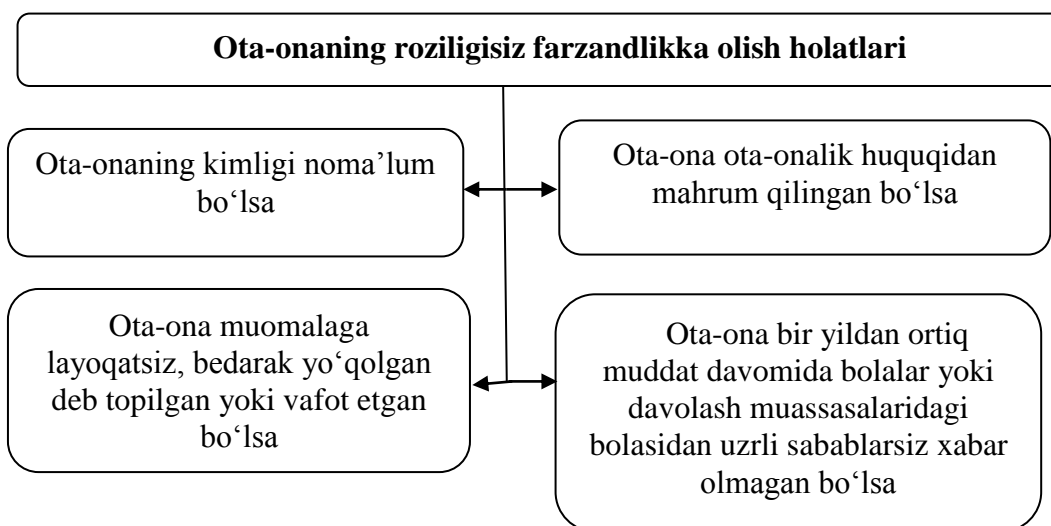 Ota-onaning roziligisiz farzandlikka olish holatlari
Ota-onaning kimligi noma’lum
bo‘lsa
Ota-ona ota-onalik huquqidan
mahrum qilingan bo‘lsa
Ota-ona muomalaga
layoqatsiz, bedarak yo‘qolgan
deb topilgan yoki vafot etgan
bo‘lsa
Ota-ona bir yildan ortiq
muddat davomida bolalar yoki
davolash muassasalaridagi
bolasidan uzrli sabablarsiz xabar
olmagan bo‘lsa